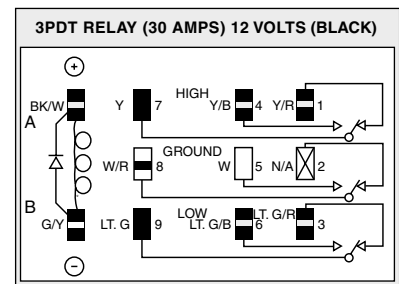 3PDT RELAY (30 AMPS) 12 VOLTS (BLACK)
+
HIGH
BK/W Y 7 Y/B 4 Y/R 1
A
GROUND
W/R 8 W 5 N/A 2
B
LOW LT. G/R
G/Y LT. G 9 LT. G/B 6 3
−